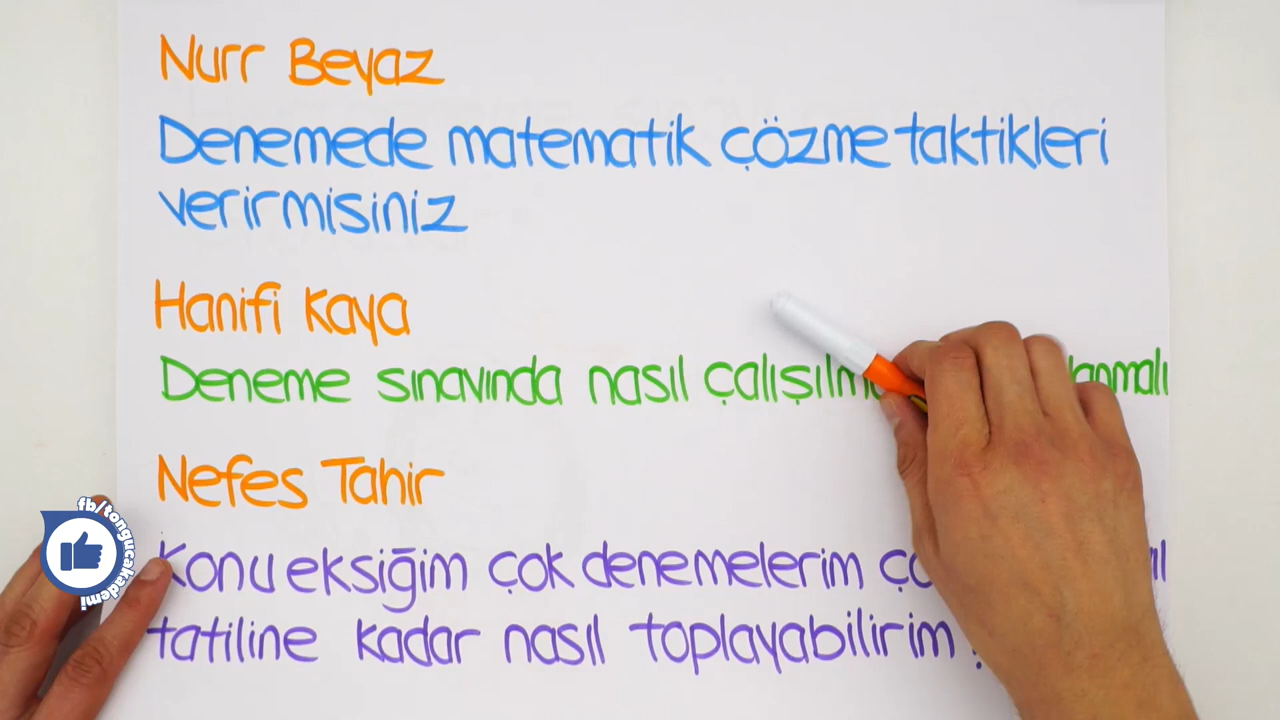 Nurr Beyaz
Denemede matematik çözme taktikleri
verirmisiniz
Hanifi Kaya
Deneme sınavında nasıl
Nefes Tahir
Konu eksiğim çok denemelerim
tatiline kadar nasıl toplayabilirim
fb/tongucakademi